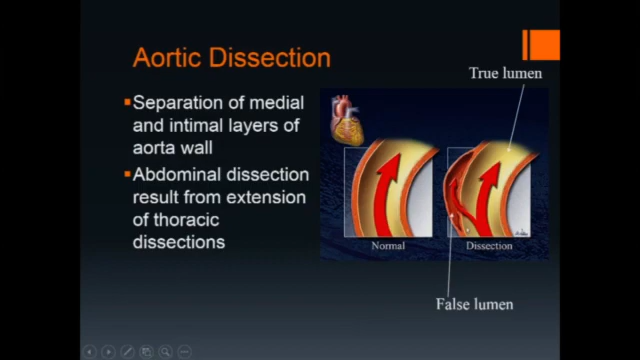 Aortic Dissection
▪Separation of medial
and intimal layers of
aorta wall
▪Abdominal dissection
result from extension
of thoracic
dissections
True lumen
Normal
Dissection
False lumen